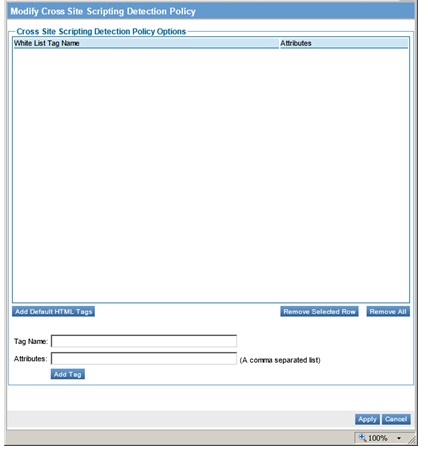 Modify Cross Site Scripting Detection Policy
Cross Site Scripting Detection Policy Options
White List Tag Name Attributes
Add Default HTML Tags Remove Selected Row Remove All
Tag Name:
Attributes: (A comma separated list)
Add Tag
Apply Cancel
100%